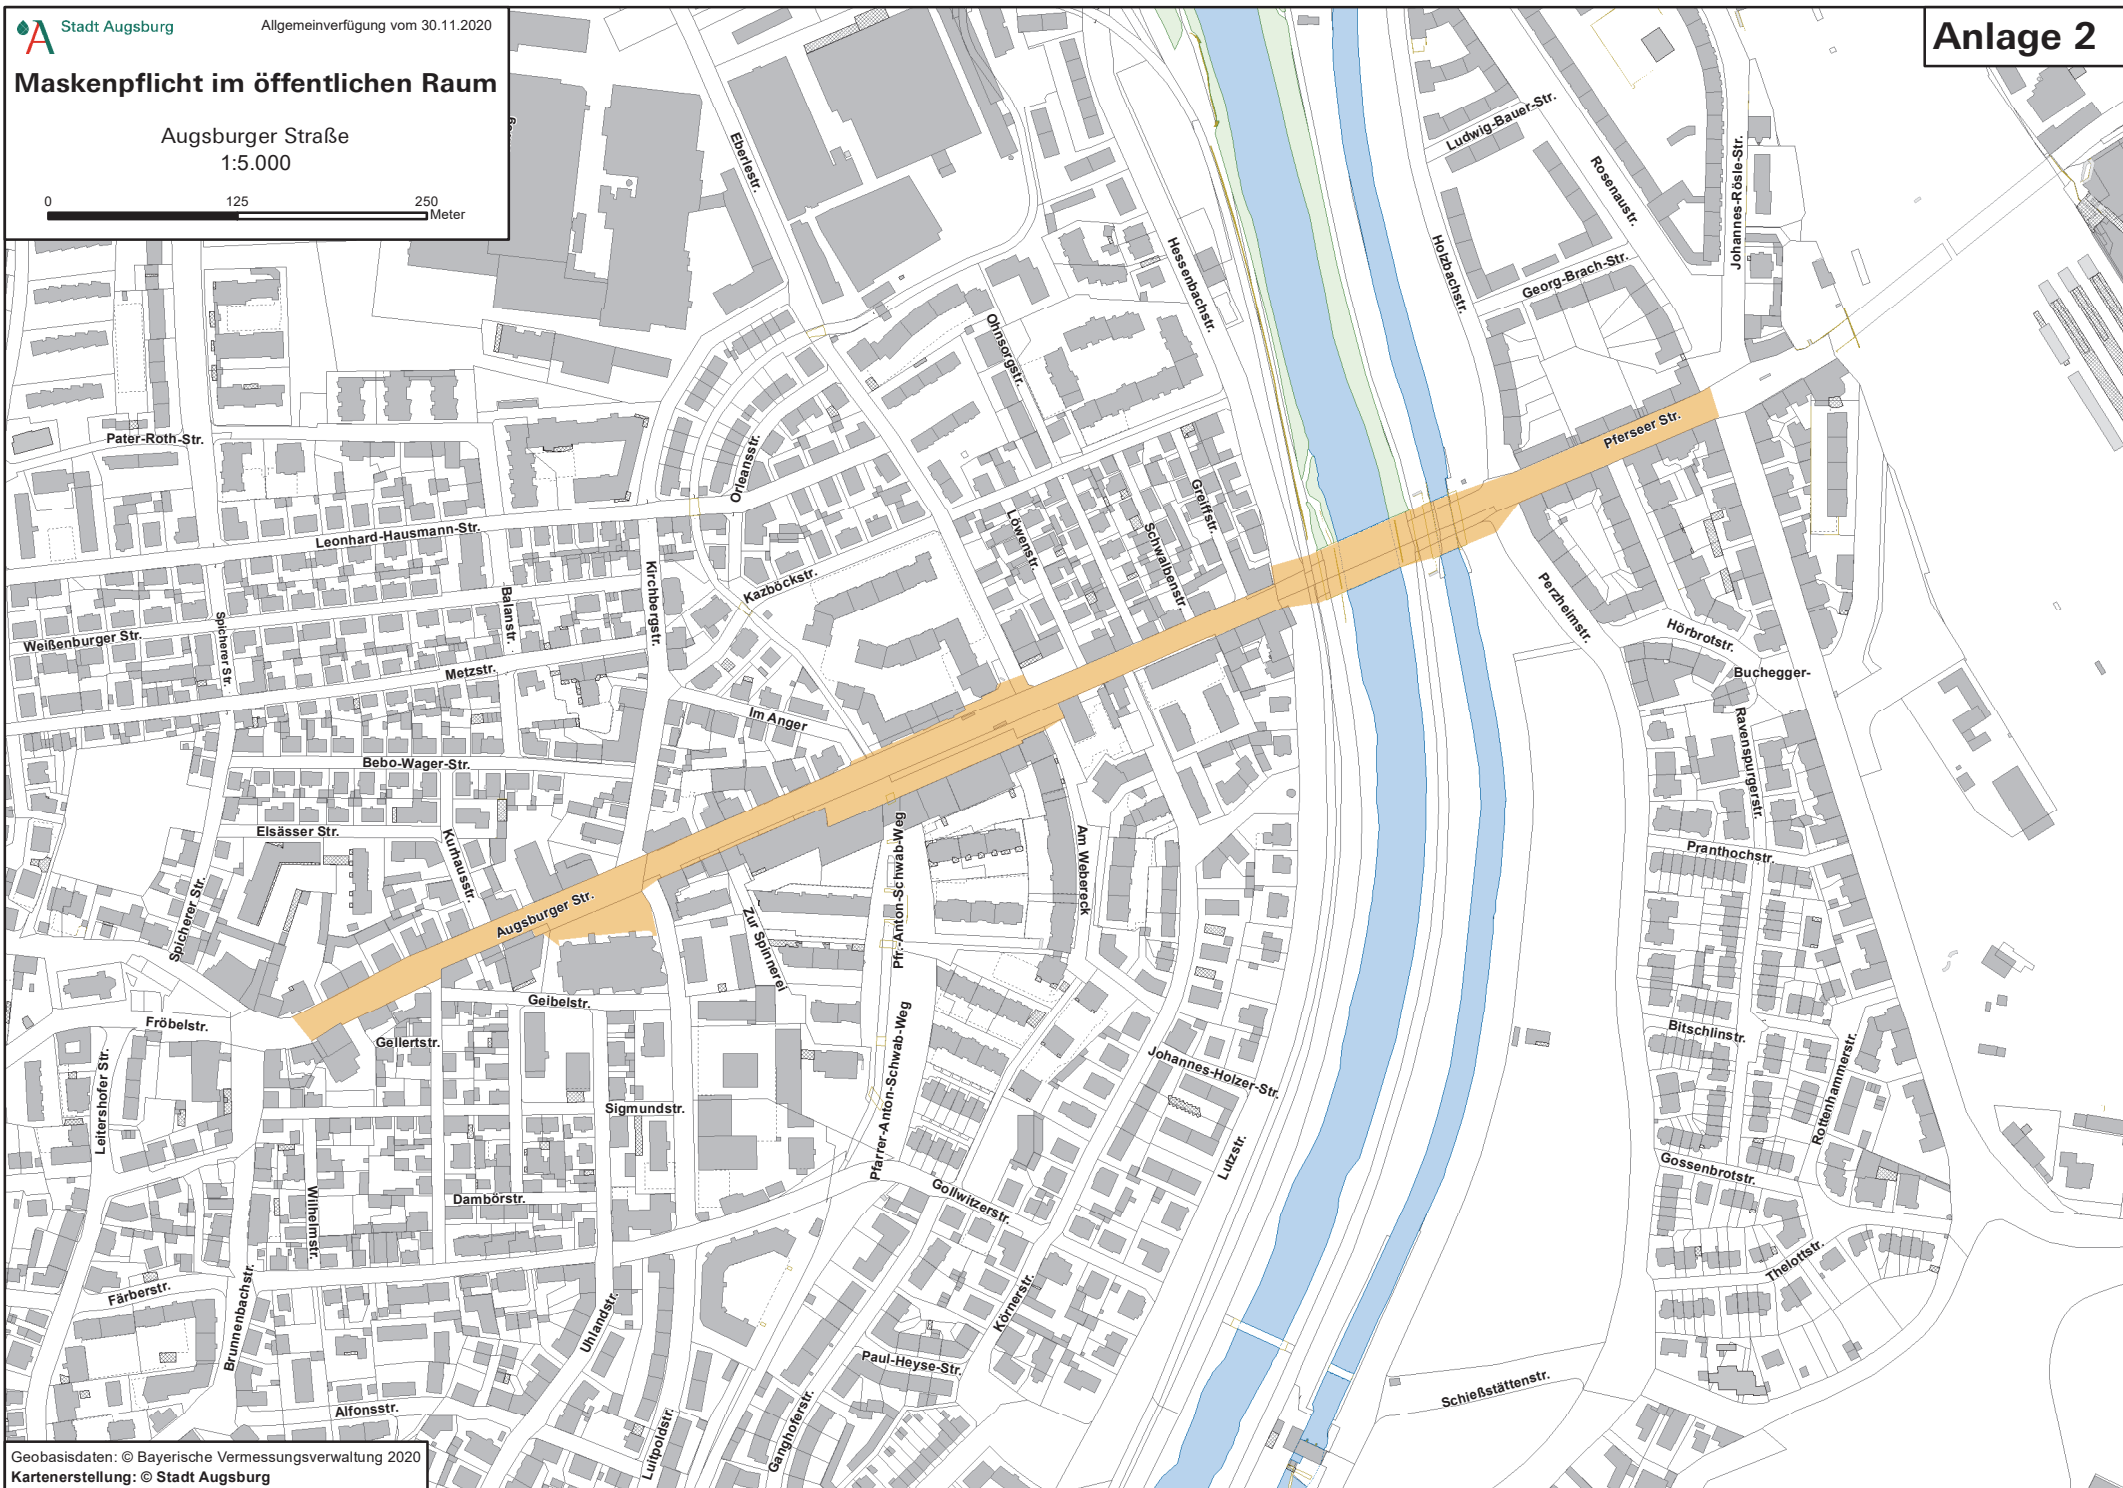 Stadt Augsburg
Allgemeinverfügung vom 30.11.2020
Maskenpflicht im öffentlichen Raum
Augsburger Straße
1:5.000
0 125 250
Meter
Anlage 2
Eberlestr.
Ludwig-Bauer-Str.
Rosenaustr.
Johannes-Rösle-Str.
Hessenbachstr.
Holzbachstr.
Georg-Brach-Str.
Ohnsorgstr.
Pferseer Str.
Pater-Roth-Str.
Orleansstr.
Leonhard-Hausmann-Str.
Löwenstr.
Greiffstr.
Schwalbenstr.
Kirchbergstr.
Kazböckstr.
Balanstr.
Spicherer Str.
Weißenburger Str.
Metzstr.
Perzheimstr.
Hörbrotstr.
Buchegger-
Im Anger
Ravenspurgerstr.
Bebo-Wager-Str.
Elsässer Str.
Kurhausstr.
Pfr.-Anton-Schwab-Weg
Am Webereck
Pranthochstr.
Spicherer Str.
Augsburger Str.
Zur Spinnerei
Geibelstr.
Fröbelstr.
Gellertstr.
Pfarrer-Anton-Schwab-Weg
Bitschlinstr.
Rottenhammerstr.
Leitershofer Str.
Johannes-Holzer-Str.
Sigmundstr.
Lutzstr.
Gossenbrotstr.
Wilhelmstr.
Dambörstr.
Gollwitzerstr.
Thelottstr.
Färberstr.
Brunnenbachstr.
Uhlandstr.
Körnerstr.
Paul-Heyse-Str.
Schießstättenstr.
Alfonsstr.
Luitpoldstr.
Ganghoferstr.
Geobasisdaten: © Bayerische Vermessungsverwaltung 2020
Kartenerstellung: © Stadt Augsburg